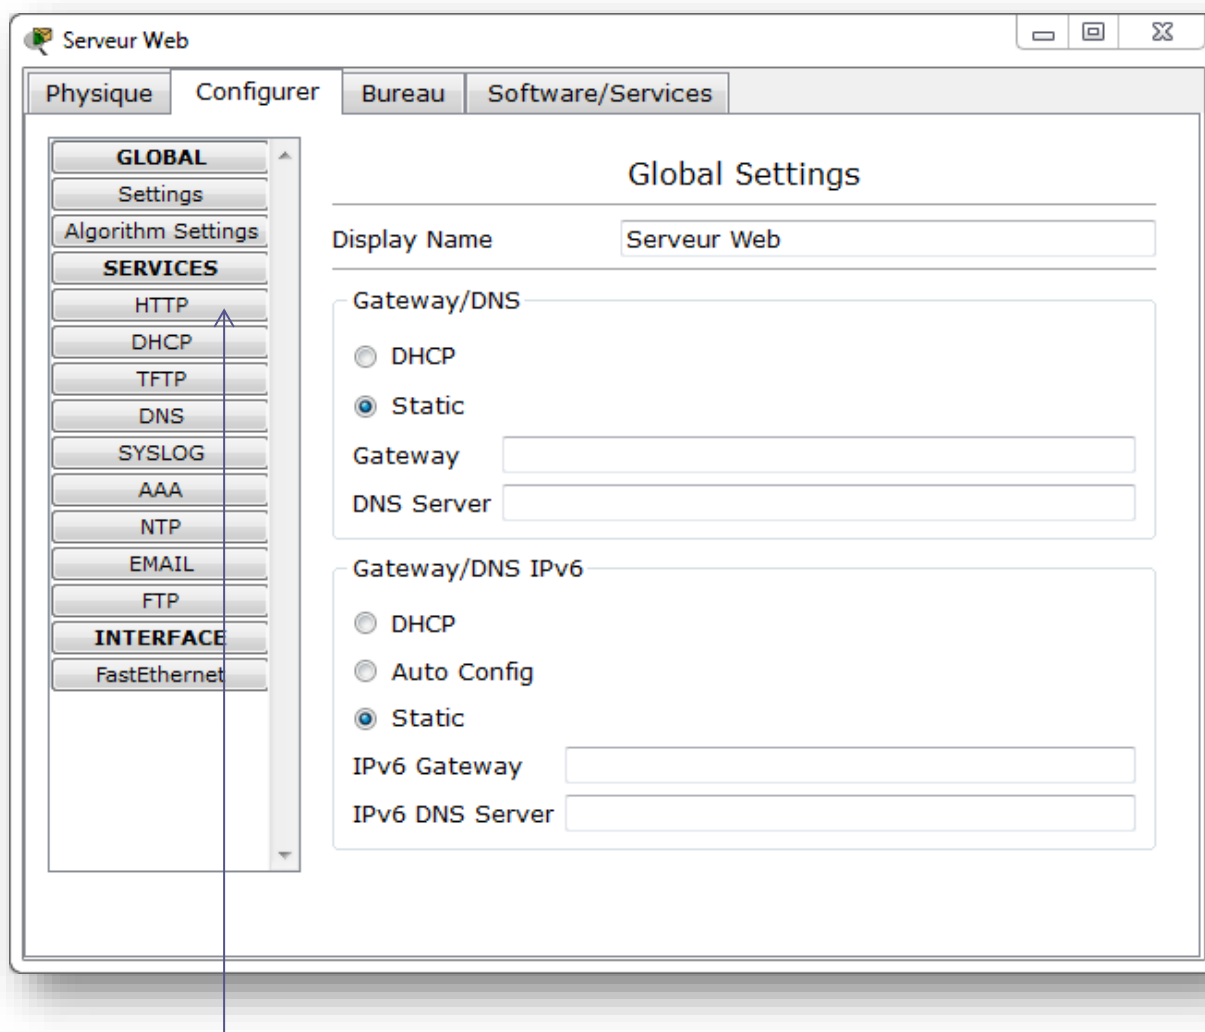 Serveur Web
Physique Configurer Bureau Software/Services
GLOBAL
Settings
Algorithm Settings
SERVICES
HTTP
DHCP
TFTP
DNS
SYSLOG
AAA
NTP
EMAIL
FTP
INTERFACE
FastEthernet
Global Settings
Display Name Serveur Web
Gateway/DNS
DHCP
Static
Gateway
DNS Server
Gateway/DNS IPv6
DHCP
Auto Config
Static
IPv6 Gateway
IPv6 DNS Server